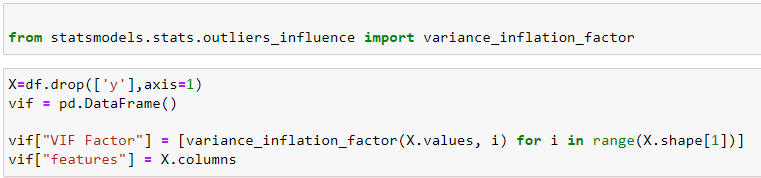 from statsmodels.stats.outliers_influence import variance_inflation_factor
X=df.drop(['y'],axis=1)
vif = pd.DataFrame()
vif["VIF Factor"] = [variance_inflation_factor(X.values, i) for i in range(X.shape[1])]
vif["features"] = X.columns